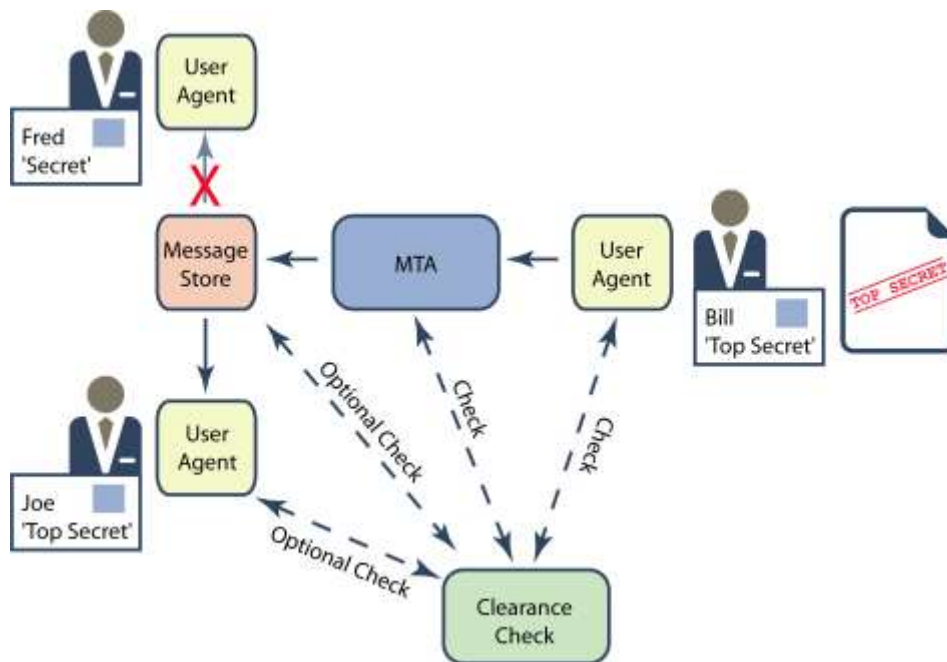 User
Agent
Fred
'Secret'
X
Message
Store
MTA
User
Agent
TOP SECRET
Bill
'Top Secret'
Optional Check
Check
Check
User
Agent
Joe
'Top Secret'
Optional Check
Clearance
Check